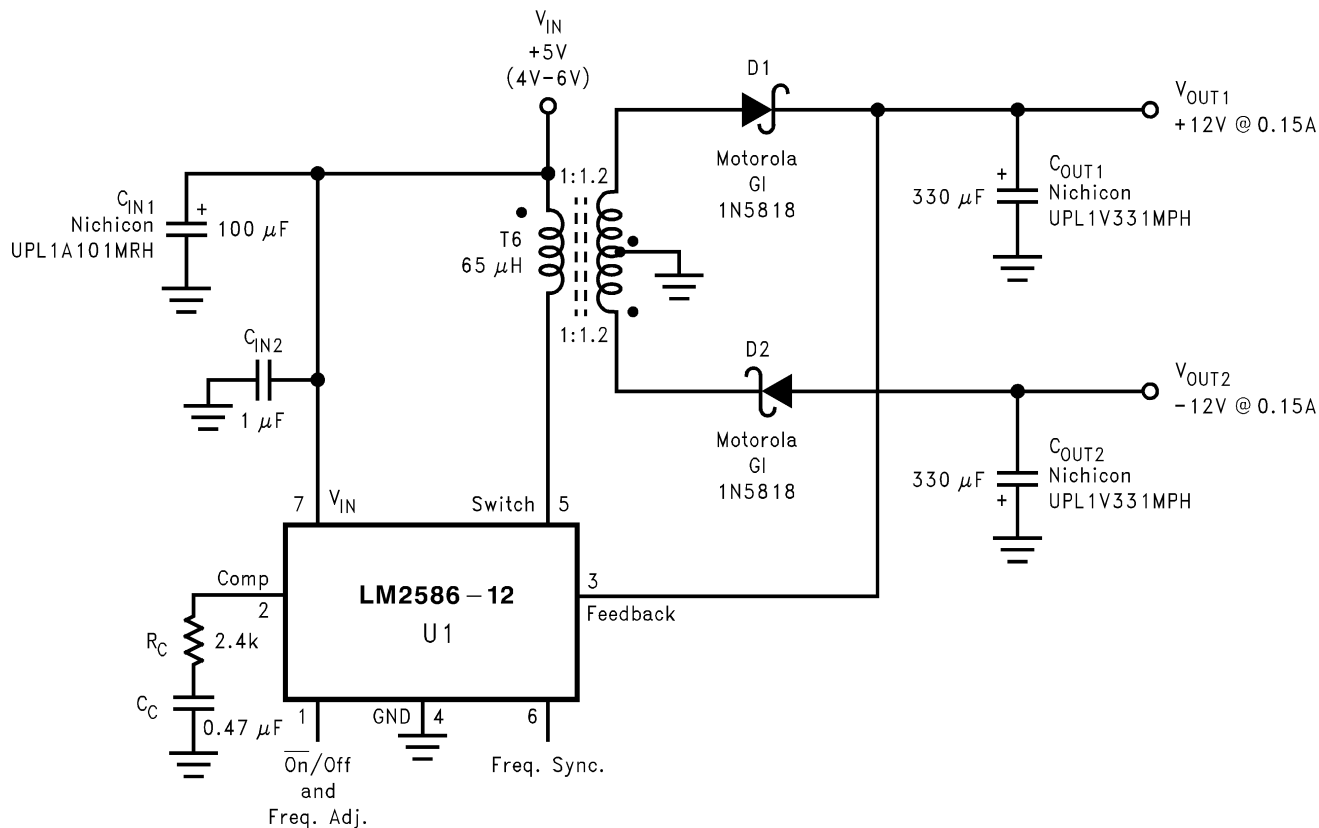 V_IN
+5V
(4V-6V)
D1
V_OUT1
+12V @ 0.15A
Motorola
GI
1N5818
C_OUT1
Nichicon
UPL1V331MPH
+
330 μF
C_IN1
Nichicon
UPL1A101MRH
+
100 μF
1:1.2
T6
65 μH
1:1.2
C_IN2
1 μF
D2
V_OUT2
-12V @ 0.15A
Motorola
GI
1N5818
C_OUT2
Nichicon
UPL1V331MPH
330 μF
+
7
V_IN
Switch
5
Comp
2
LM2586-12
U1
3
Feedback
R_C
2.4k
C_C
0.47 μF
1
GND
4
6
On/Off
and
Freq. Adj.
Freq. Sync.